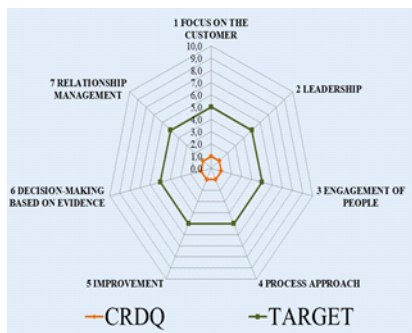 1 FOCUS ON THE
CUSTOMER
10,0
9,0
8,0
7,0
6,0
5,0
4,0
3,0
2,0
1,0
0,0
7 RELATIONSHIP
MANAGEMENT
2 LEADERSHIP
6 DECISION-MAKING
BASED ON EVIDENCE
3 ENGAGEMENT OF
PEOPLE
5 IMPROVEMENT
4 PROCESS APPROACH
CRDQ
TARGET